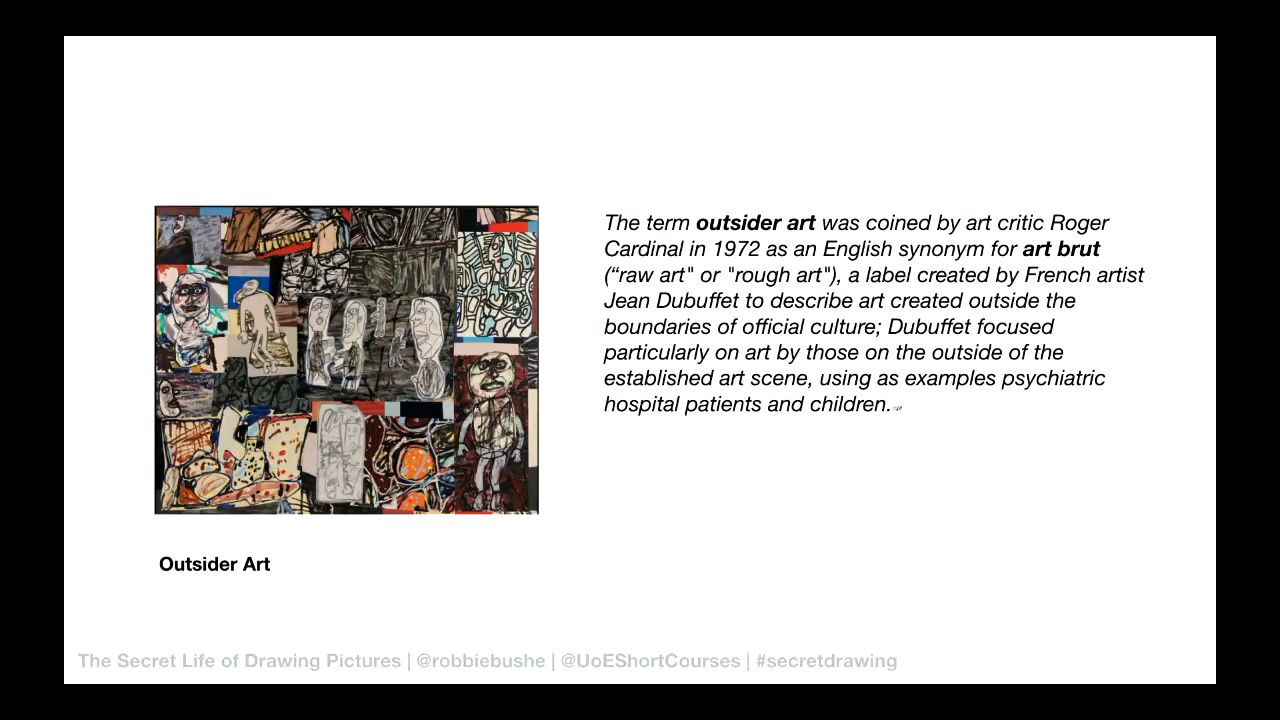 The term outsider art was coined by art critic Roger
Cardinal in 1972 as an English synonym for art brut
(“raw art" or "rough art"), a label created by French artist
Jean Dubuffet to describe art created outside the
boundaries of official culture; Dubuffet focused
particularly on art by those on the outside of the
established art scene, using as examples psychiatric
hospital patients and children.
Outsider Art
The Secret Life of Drawing Pictures | @robbiebushe | @UoEShortCourses | #secretdrawing